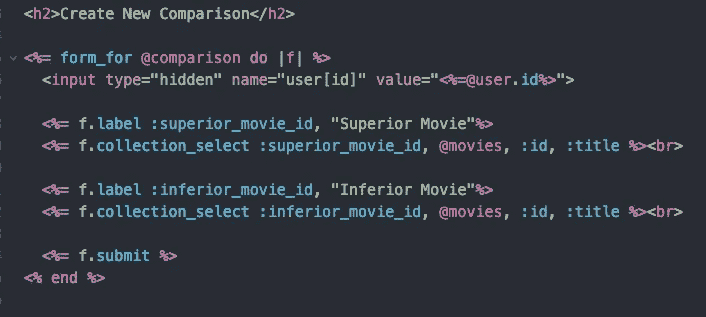 <h2>Create New Comparison</h2>
<%= form_for @comparison do |f| %>
<input type="hidden" name="user[id]" value="<%=@user.id%>">
<%= f.label :superior_movie_id, "Superior Movie"%>
<%= f.collection_select :superior_movie_id, @movies, :id, :title %><br>
<%= f.label :inferior_movie_id, "Inferior Movie"%>
<%= f.collection_select :inferior_movie_id, @movies, :id, :title %><br>
<%= f.submit %>
<% end %>